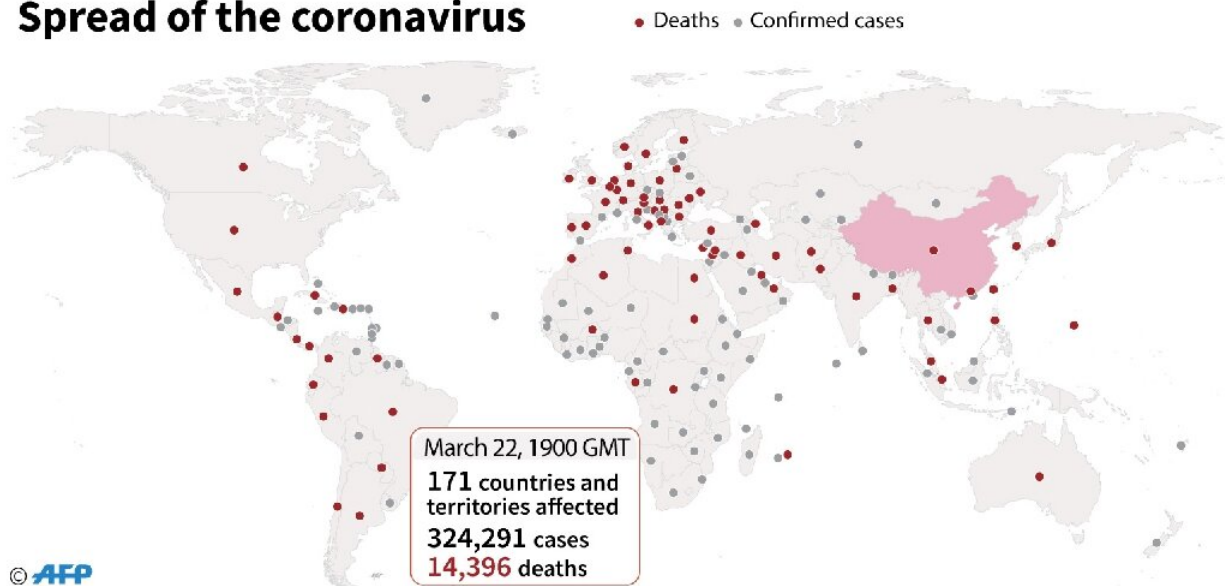 Spread of the coronavirus
Deaths Confirmed cases
March 22, 1900 GMT
171 countries and
territories affected
324,291 cases
14,396 deaths
© AFP